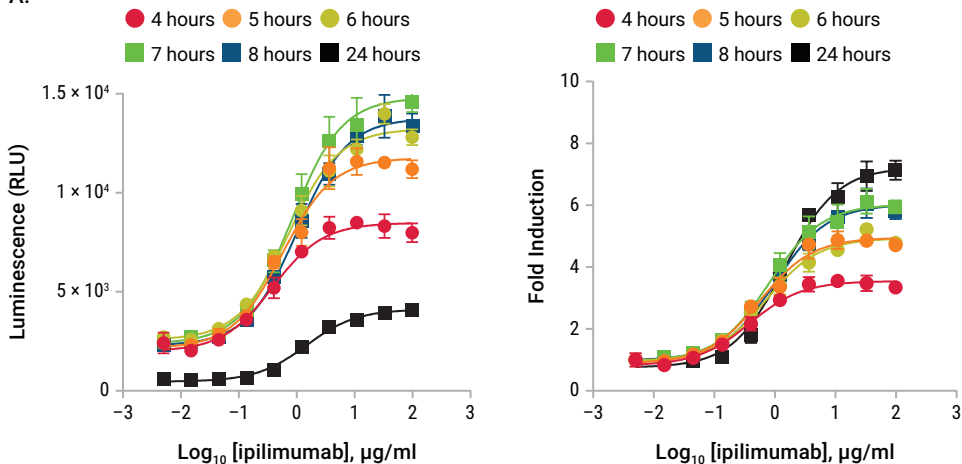 4 hours 5 hours 6 hours
7 hours 8 hours 24 hours
Luminescence (RLU)
1.5 × 10⁴
1 × 10⁴
5 × 10³
0
−3 −2 −1 0 1 2 3
Log₁₀ [ipilimumab], µg/ml
4 hours 5 hours 6 hours
7 hours 8 hours 24 hours
Fold Induction
10
8
6
4
2
0
−3 −2 −1 0 1 2 3
Log₁₀ [ipilimumab], µg/ml